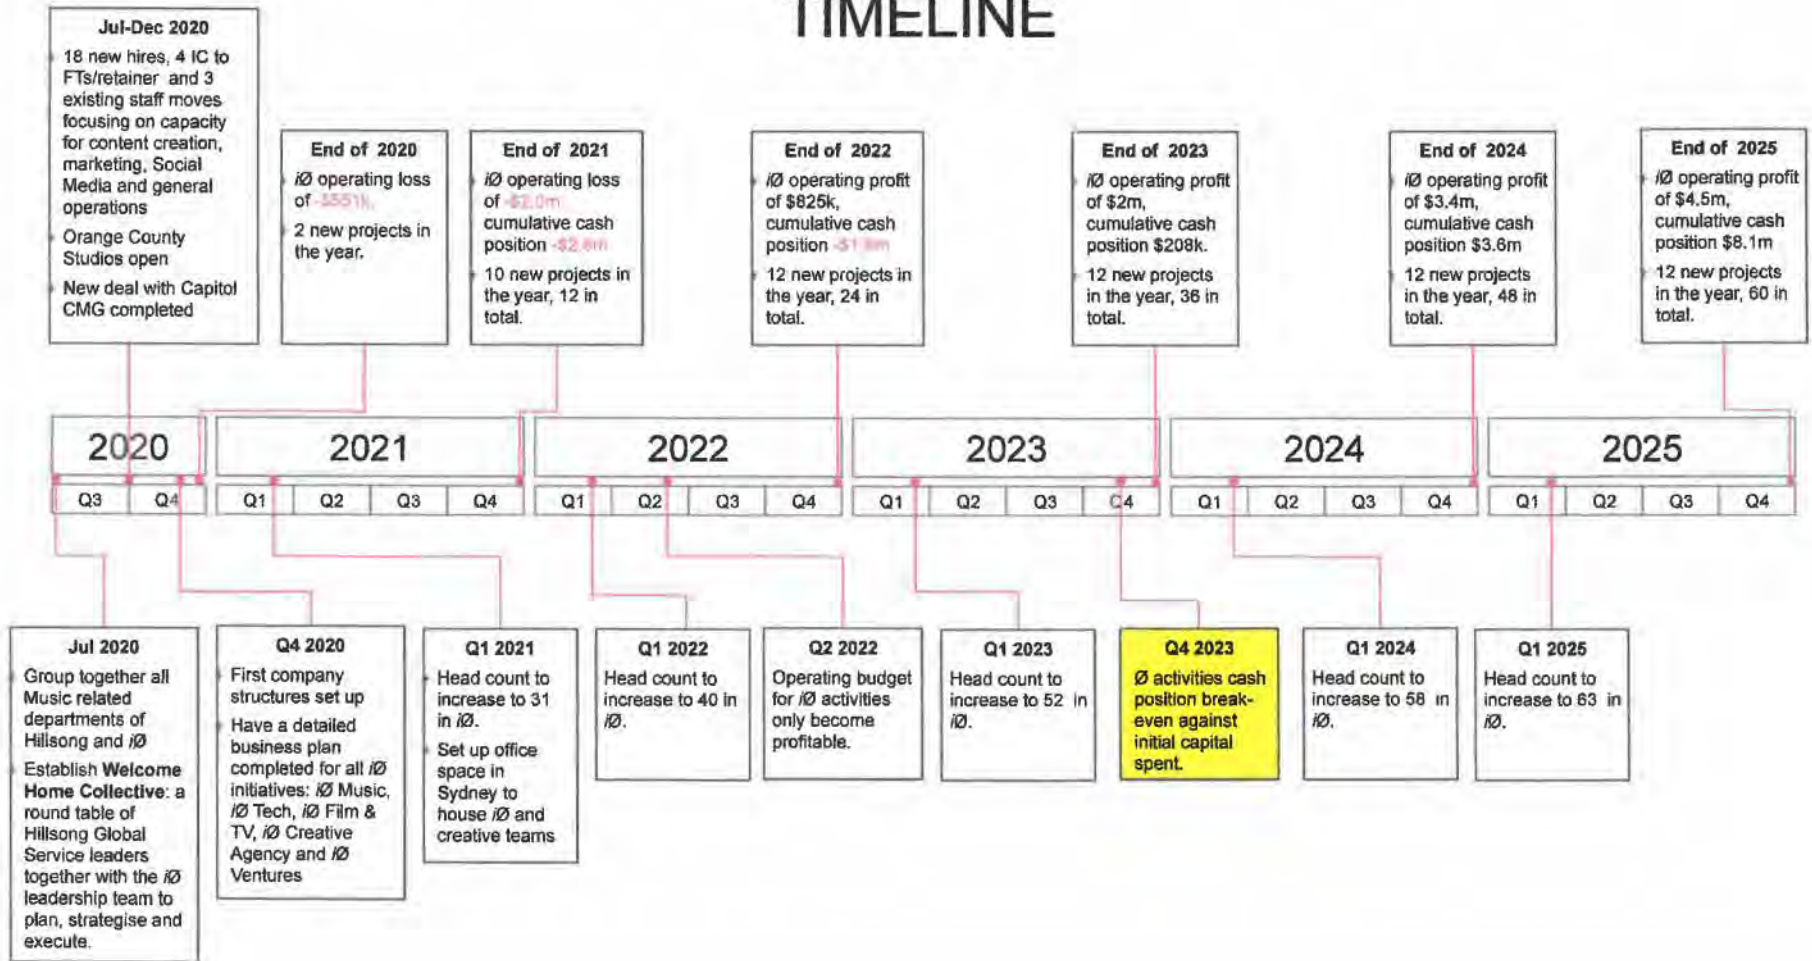 TIMELINE
Jul-Dec 2020
18 new hires, 4 IC to
FTs/retainer and 3
existing staff moves
focusing on capacity
for content creation,
marketing, Social
Media and general
operations
Orange County
Studios open
New deal with Capitol
CMG completed
End of 2020
iØ operating loss
of -$551k,
2 new projects in
the year.
End of 2021
iØ operating loss
of -$2.0m,
cumulative cash
position -$2.6m
10 new projects in
the year, 12 in
total.
End of 2022
iØ operating profit
of $825k,
cumulative cash
position -$1.8m
12 new projects in
the year, 24 in
total.
End of 2023
iØ operating profit
of $2m,
cumulative cash
position $208k.
12 new projects
in the year, 36 in
total.
End of 2024
iØ operating profit
of $3.4m,
cumulative cash
position $3.6m
12 new projects
in the year, 48 in
total.
End of 2025
iØ operating profit
of $4.5m,
cumulative cash
position $8.1m
12 new projects
in the year, 60 in
total.
2020 2021 2022 2023 2024 2025
Q3 Q4 Q1 Q2 Q3 Q4 Q1 Q2 Q3 Q4 Q1 Q2 Q3 Q4 Q1 Q2 Q3 Q4 Q1 Q2 Q3 Q4
Jul 2020
Group together all
Music related
departments of
Hillsong and iØ
Establish Welcome
Home Collective: a
round table of
Hillsong Global
Service leaders
together with the iØ
leadership team to
plan, strategise and
execute.
Q4 2020
First company
structures set up
Have a detailed
business plan
completed for all iØ
initiatives: iØ Music,
iØ Tech, iØ Film &
TV, iØ Creative
Agency and iØ
Ventures
Q1 2021
Head count to
increase to 31
in iØ.
Set up office
space in
Sydney to
house iØ and
creative teams
Q1 2022
Head count to
increase to 40 in
iØ.
Q2 2022
Operating budget
for iØ activities
only become
profitable.
Q1 2023
Head count to
increase to 52 in
iØ.
Q4 2023
Ø activities cash
position break-
even against
initial capital
spent.
Q1 2024
Head count to
increase to 58 in
iØ.
Q1 2025
Head count to
increase to 63 in
iØ.